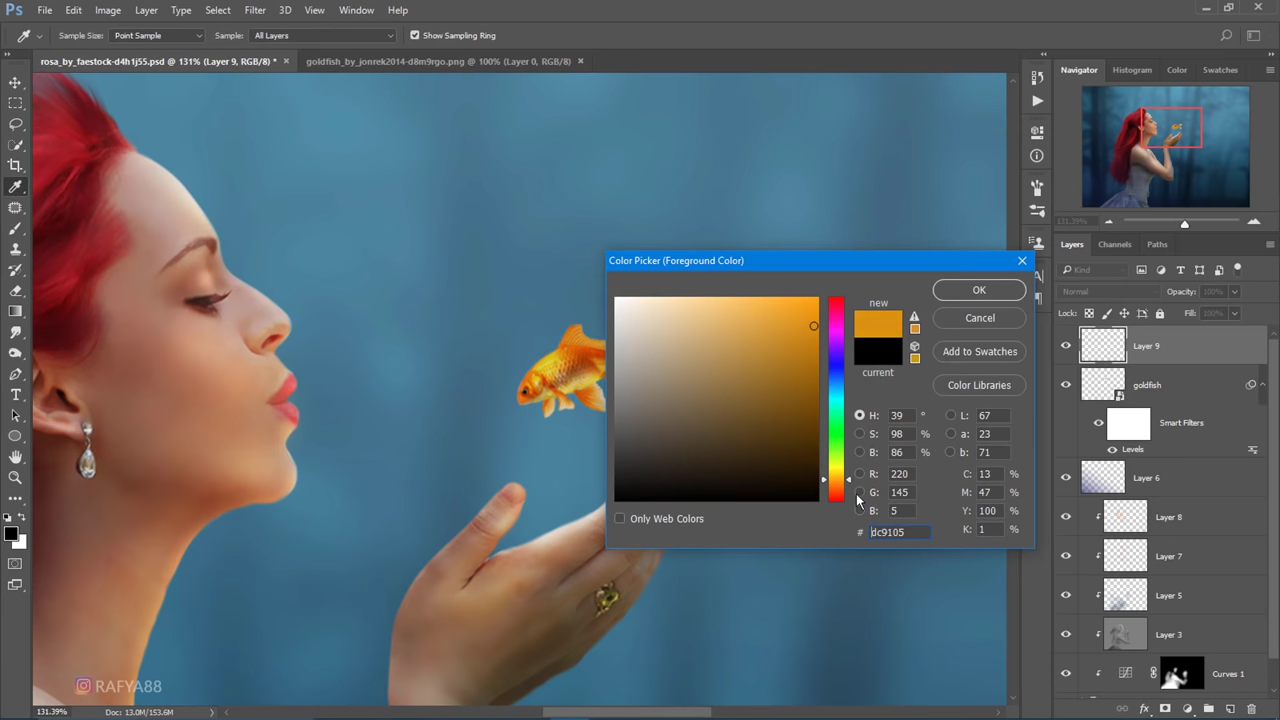 Ps File Edit Image Layer Type Select Filter 3D View Window Help
Sample Size: Point Sample Sample: All Layers Show Sampling Ring
rosa_by_faestock-d4h1j55.psd @ 131% (Layer 9, RGB/8) * goldfish_by_jonrek2014-d8m9rgo.png @ 100% (Layer 0, RGB/8)
Navigator Histogram Color Swatches
131.39%
Layers Channels Paths
Kind
Normal Opacity: 100%
Lock: Fill: 100%
Layer 9
goldfish
Smart Filters
Levels
Layer 6
Layer 8
Layer 7
Layer 5
Layer 3
Curves 1
Color Picker (Foreground Color)
new
current
OK
Cancel
Add to Swatches
Color Libraries
H: 39 ° L: 67
S: 98 % a: 23
B: 86 % b: 71
R: 220 C: 13 %
G: 145 M: 47 %
B: 5 Y: 100 %
# dc9105 K: 1 %
Only Web Colors
RAFYA88
131.39% Doc: 13.0M/153.6M